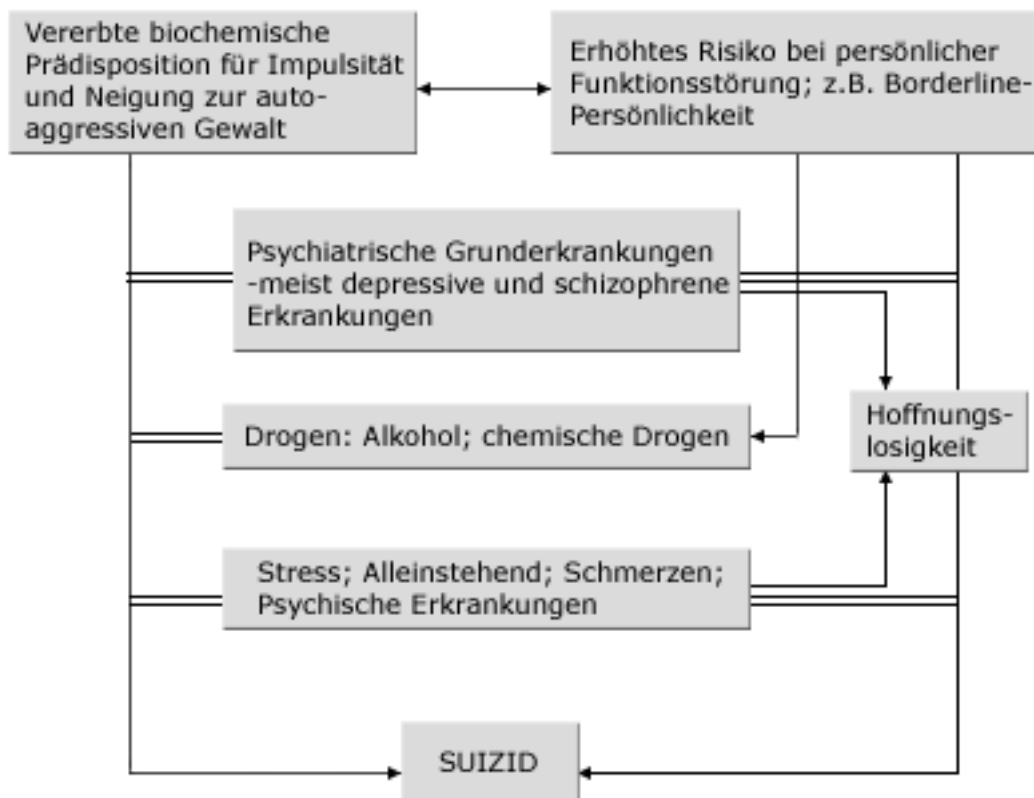 Vererbte biochemische
Prädisposition für Impulsität
und Neigung zur auto-
aggressiven Gewalt
Erhöhtes Risiko bei persönlicher
Funktionsstörung; z.B. Borderline-
Persönlichkeit
Psychiatrische Grunderkrankungen
-meist depressive und schizophrene
Erkrankungen
Drogen: Alkohol; chemische Drogen
Hoffnungs-
losigkeit
Stress; Alleinstehend; Schmerzen;
Psychische Erkrankungen
SUIZID